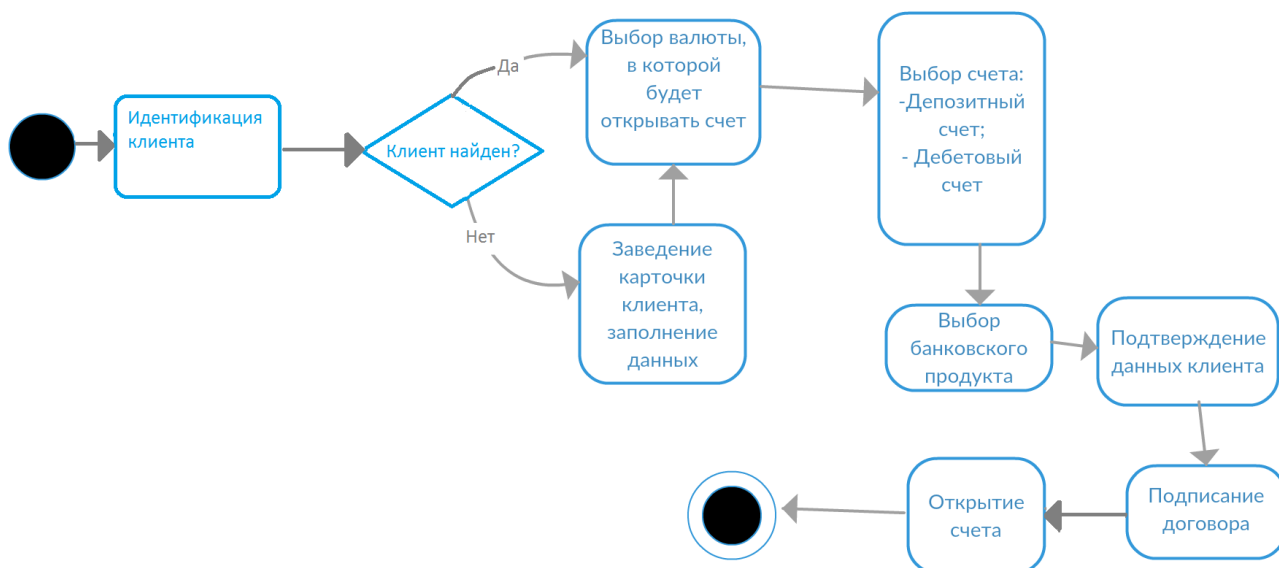 Идентификация
клиента
Клиент найден?
Да
Нет
Выбор валюты,
в которой
будет
открывать счет
Заведение
карточки
клиента,
заполнение
данных
Выбор счета:
-Депозитный
счет;
- Дебетовый
счет
Выбор
банковского
продукта
Подтверждение
данных клиента
Подписание
договора
Открытие
счета